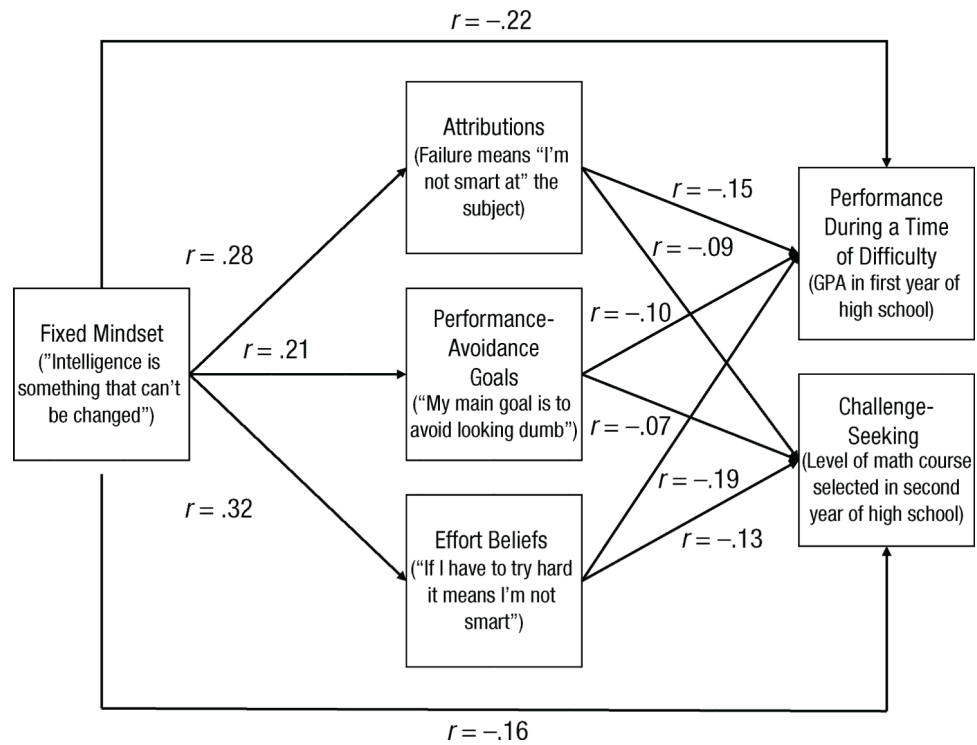 r = –.22
Attributions
(Failure means “I’m
not smart at” the
subject)
r = .28
r = –.15
r = –.09
Performance
During a Time
of Difficulty
(GPA in first year of
high school)
Fixed Mindset
(”Intelligence is
something that can’t
be changed”)
r = .21
Performance-
Avoidance
Goals
(“My main goal is to
avoid looking dumb”)
r = –.10
r = –.07
Challenge-
Seeking
(Level of math course
selected in second
year of high school)
r = .32
Effort Beliefs
(“If I have to try hard
it means I’m not
smart”)
r = –.19
r = –.13
r = –.16